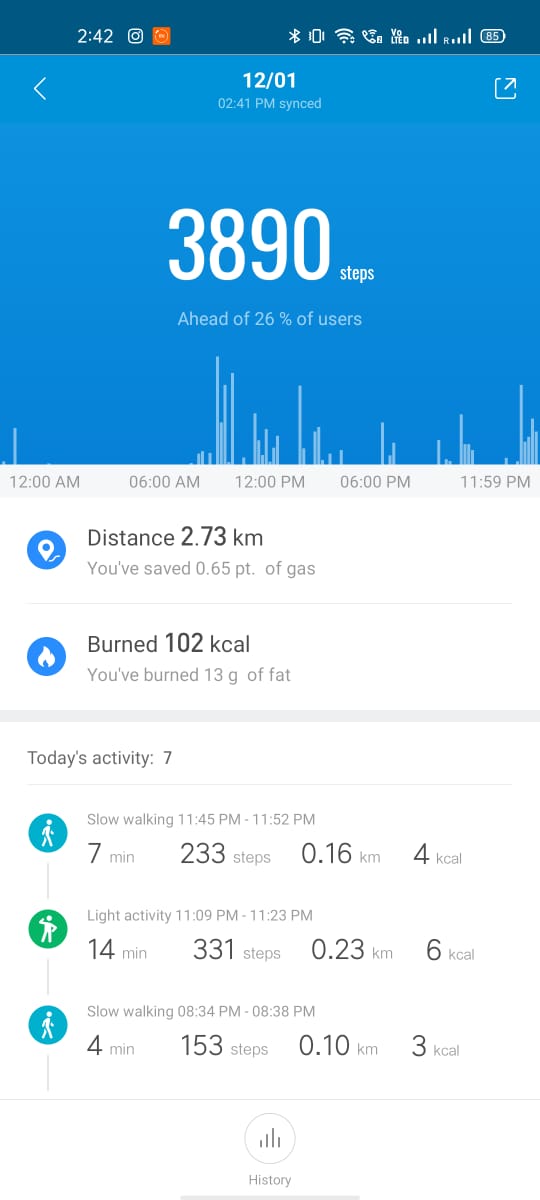 2:42
VO LTE
R
85
12/01
02:41 PM synced
3890 steps
Ahead of 26 % of users
12:00 AM 06:00 AM 12:00 PM 06:00 PM 11:59 PM
Distance 2.73 km
You've saved 0.65 pt. of gas
Burned 102 kcal
You've burned 13 g of fat
Today's activity: 7
Slow walking 11:45 PM - 11:52 PM
7 min 233 steps 0.16 km 4 kcal
Light activity 11:09 PM - 11:23 PM
14 min 331 steps 0.23 km 6 kcal
Slow walking 08:34 PM - 08:38 PM
4 min 153 steps 0.10 km 3 kcal
History